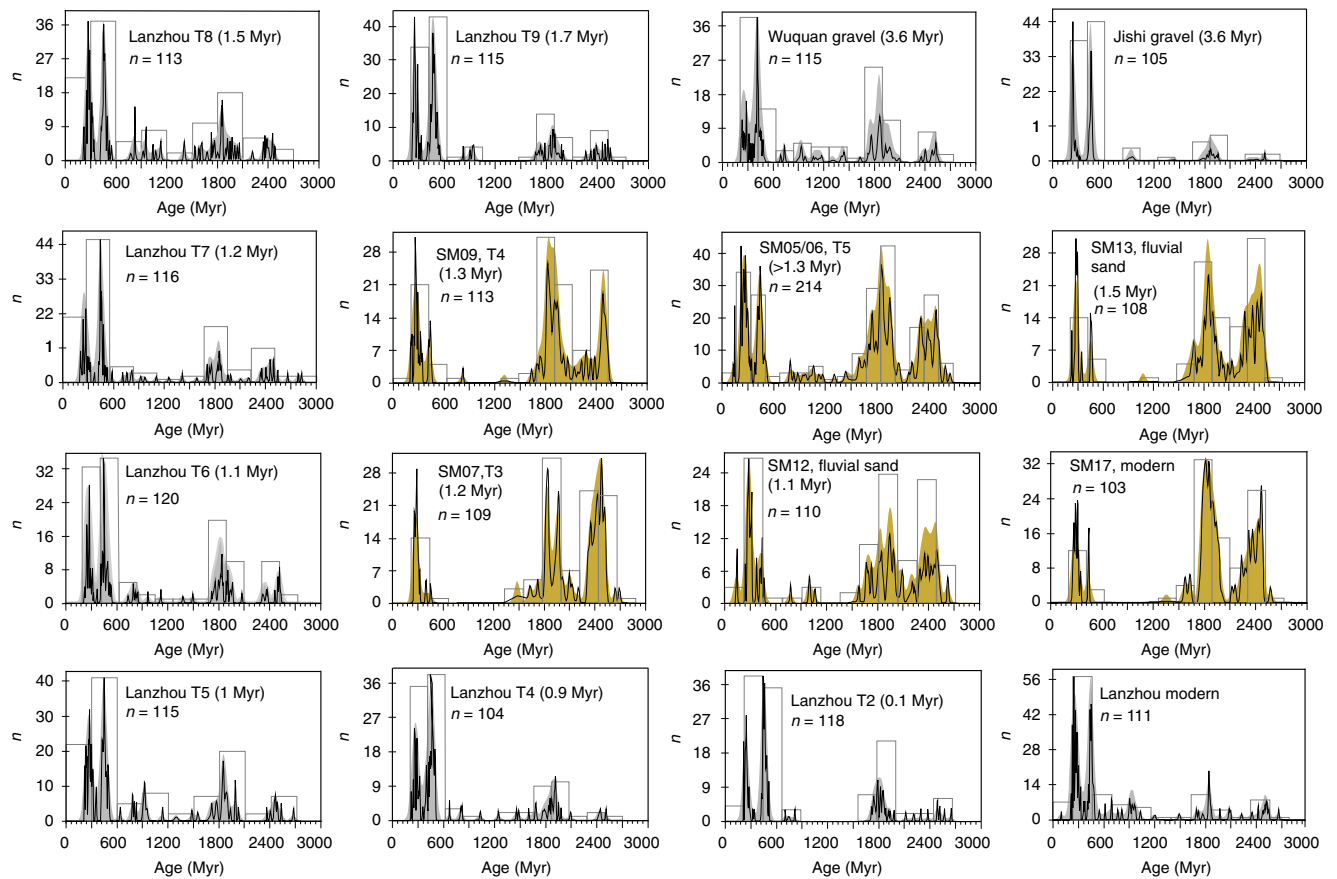 Lanzhou T8 (1.5 Myr)
n = 113
n
36
27
18
9
0
0 600 1200 1800 2400 3000
Age (Myr)
Lanzhou T9 (1.7 Myr)
n = 115
n
40
30
20
10
0
0 600 1200 1800 2400 3000
Age (Myr)
Wuquan gravel (3.6 Myr)
n = 115
n
36
27
18
9
0
0 600 1200 1800 2400 3000
Age (Myr)
Jishi gravel (3.6 Myr)
n = 105
n
44
33
22
1
0
0 600 1200 1800 2400 3000
Age (Myr)
Lanzhou T7 (1.2 Myr)
n = 116
n
44
33
22
1
0
0 600 1200 1800 2400 3000
Age (Myr)
SM09, T4
(1.3 Myr)
n = 113
n
28
21
14
7
0
0 600 1200 1800 2400 3000
Age (Myr)
SM05/06, T5
(>1.3 Myr)
n = 214
n
40
30
20
10
0
0 600 1200 1800 2400 3000
Age (Myr)
SM13, fluvial
sand
(1.5 Myr)
n = 108
n
28
21
14
7
0
0 600 1200 1800 2400 3000
Age (Myr)
Lanzhou T6 (1.1 Myr)
n = 120
n
32
24
16
8
0
0 600 1200 1800 2400 3000
Age (Myr)
SM07,T3
(1.2 Myr)
n = 109
n
28
21
14
7
0
0 600 1200 1800 2400 3000
Age (Myr)
SM12, fluvial sand
(1.1 Myr)
n = 110
n
24
18
12
6
0
0 600 1200 1800 2400 3000
Age (Myr)
SM17, modern
n = 103
n
32
24
16
8
0
0 600 1200 1800 2400 3000
Age (Myr)
Lanzhou T5 (1 Myr)
n = 115
n
40
30
20
10
0
0 600 1200 1800 2400 3000
Age (Myr)
Lanzhou T4 (0.9 Myr)
n = 104
n
36
27
18
9
0
0 600 1200 1800 2400 3000
Age (Myr)
Lanzhou T2 (0.1 Myr)
n = 118
n
36
27
18
9
0
0 600 1200 1800 2400 3000
Age (Myr)
Lanzhou modern
n = 111
n
56
42
28
14
0
0 600 1200 1800 2400 3000
Age (Myr)